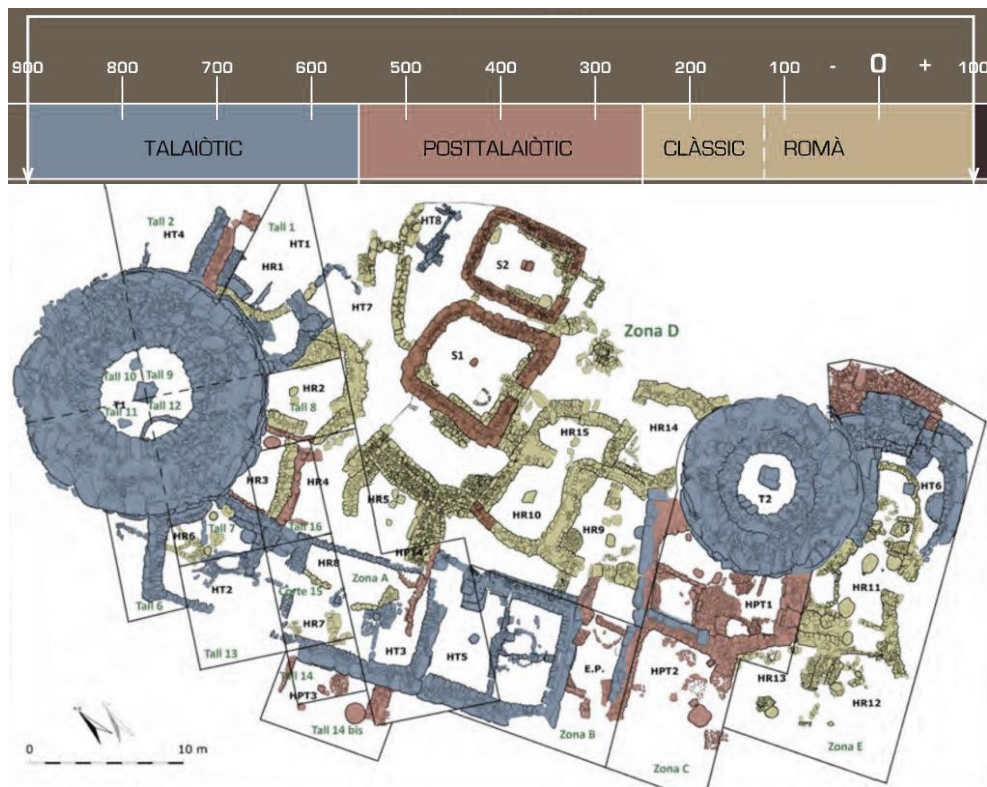 900 800 700 600 500 400 300 200 100 - 0 + 100
TALAIÒTIC POSTTALAIÒTIC CLÀSSIC ROMÀ
Tall 2
HT4
Tall 1
HT1
HR1
HT8
S2
HT7
Zona D
S1
Tall 10 Tall 9
T1
Tall 11 Tall 12
HR2
Tall 8
HR15
HR14
HR3
HR4
HR5
HR10
HR9
T2
HT6
HR6
Tall 7
Tall 16
HPT4
HT2
HR8
Zona A
HR11
Tall 6
Corte 15
HR7
HPT1
Tall 13
HT3
HT5
E.P.
HPT2
HR13
Tall 14
HPT3
HR12
Tall 14 bis
Zona B
Zona E
Zona C
N
0 10 m